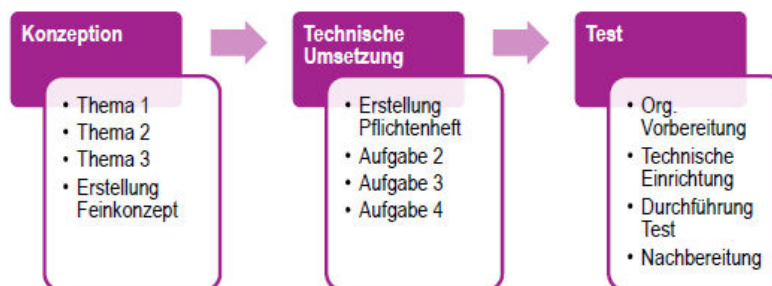 Konzeption
• Thema 1
• Thema 2
• Thema 3
• Erstellung
Feinkonzept
Technische
Umsetzung
• Erstellung
Pflichtenheft
• Aufgabe 2
• Aufgabe 3
• Aufgabe 4
Test
• Org.
Vorbereitung
• Technische
Einrichtung
• Durchführung
Test
• Nachbereitung